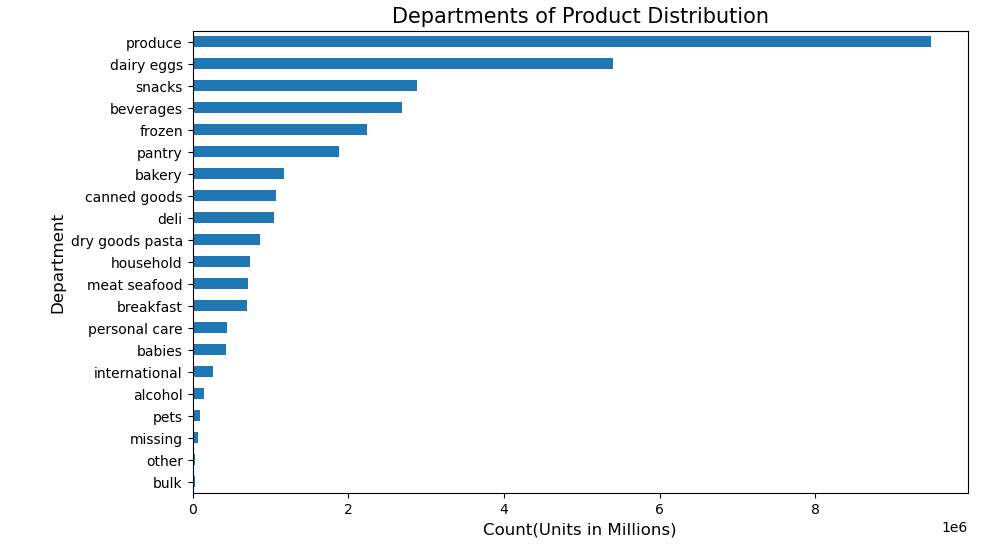 Departments of Product Distribution
produce
dairy eggs
snacks
beverages
frozen
pantry
bakery
canned goods
deli
dry goods pasta
household
meat seafood
breakfast
personal care
babies
international
alcohol
pets
missing
other
bulk
Department
0 2 4 6 8
1e6
Count(Units in Millions)